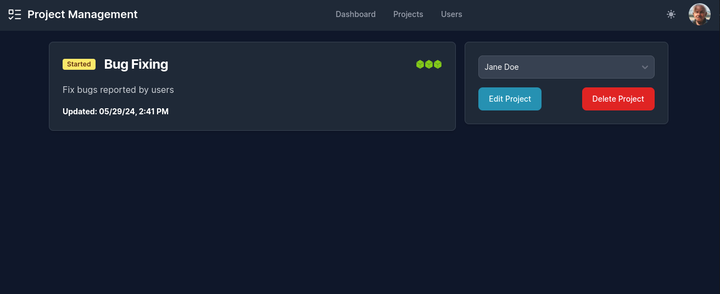 Project Management
Dashboard Projects Users
Started Bug Fixing
Fix bugs reported by users
Updated: 05/29/24, 2:41 PM
Jane Doe
Edit Project Delete Project